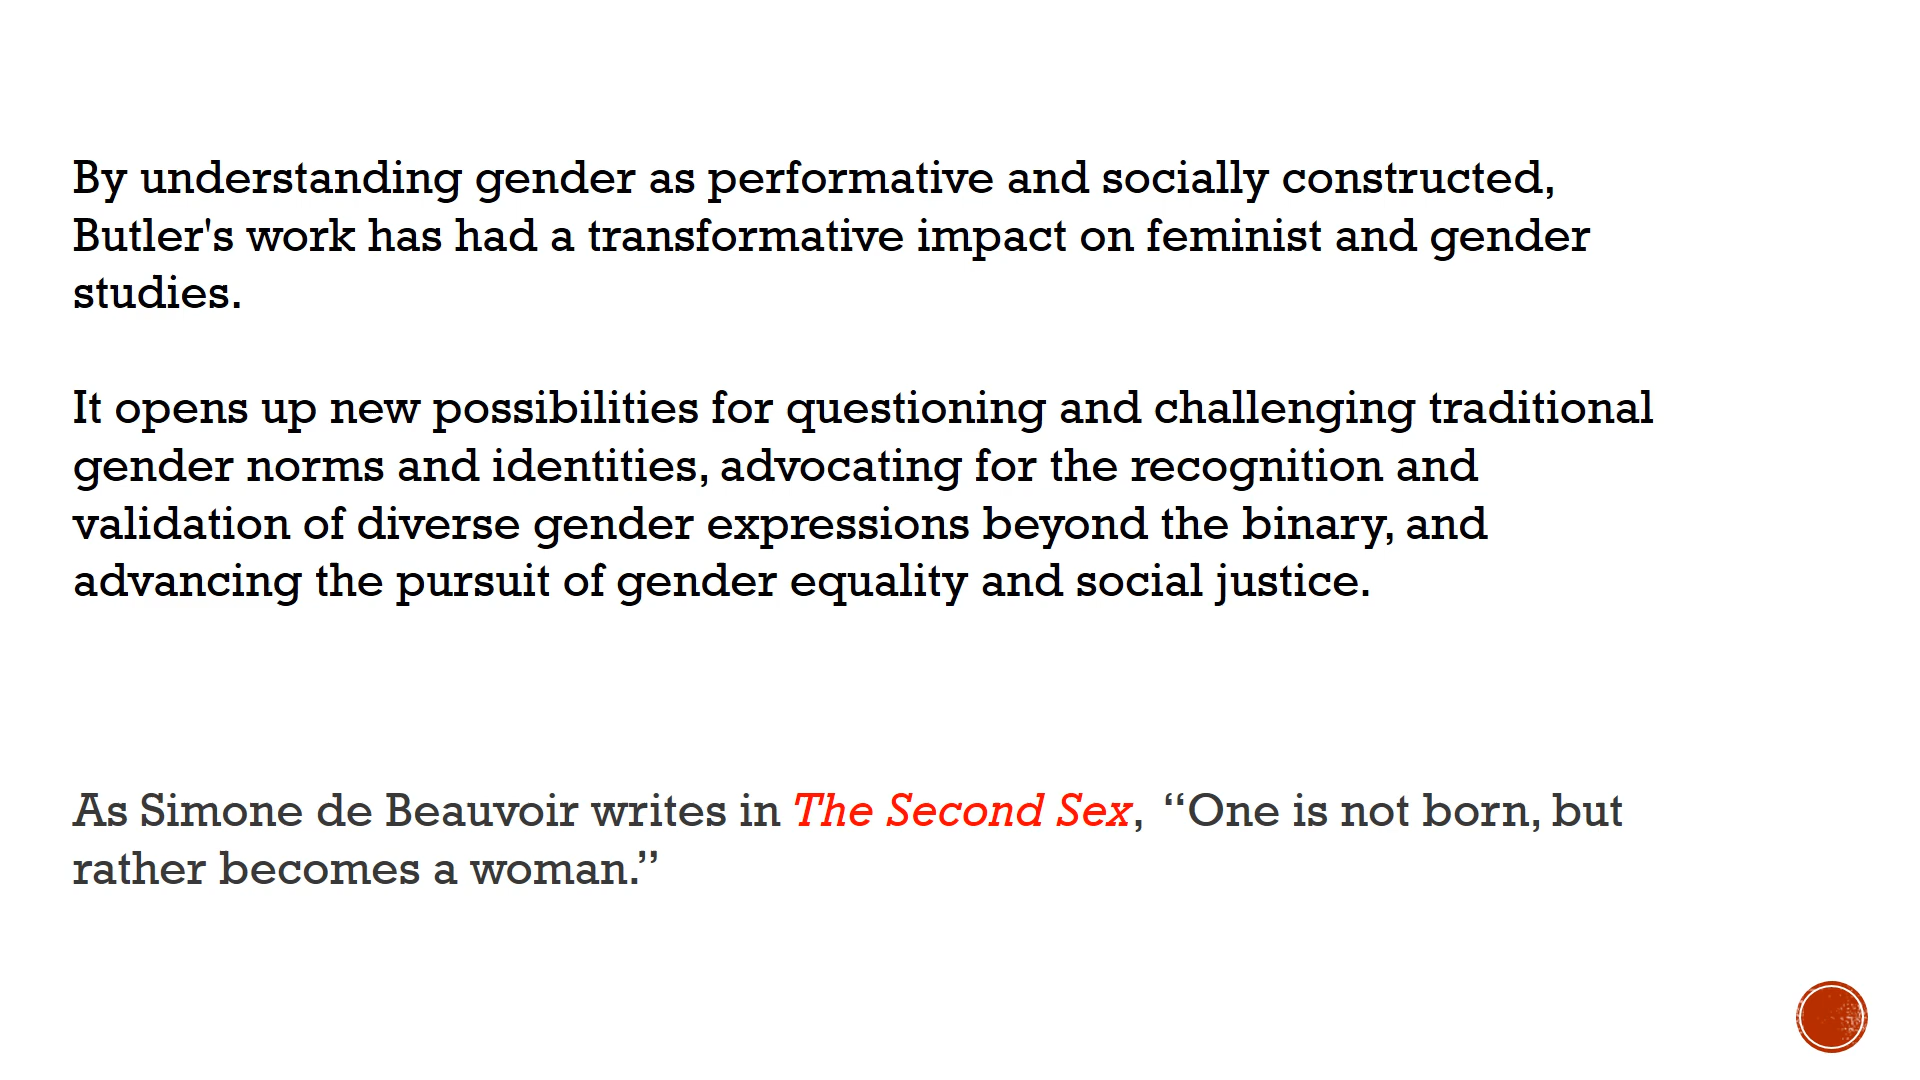 By understanding gender as performative and socially constructed,
Butler's work has had a transformative impact on feminist and gender
studies.
It opens up new possibilities for questioning and challenging traditional
gender norms and identities, advocating for the recognition and
validation of diverse gender expressions beyond the binary, and
advancing the pursuit of gender equality and social justice.
As Simone de Beauvoir writes in The Second Sex, “One is not born, but
rather becomes a woman.”